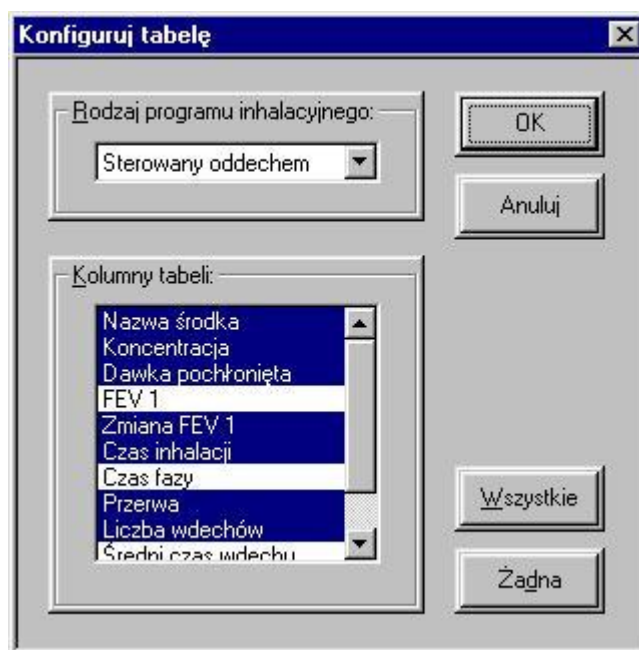 Konfiguruj tabelę
Rodzaj programu inhalacyjnego:
Sterowany oddechem
OK
Anuluj
Kolumny tabeli:
Nazwa środka
Koncentracja
Dawka pochłonięta
FEV 1
Zmiana FEV 1
Czas inhalacji
Czas fazy
Przerwa
Liczba wdechów
Średni czas wdechu
Wszystkie
Żadna